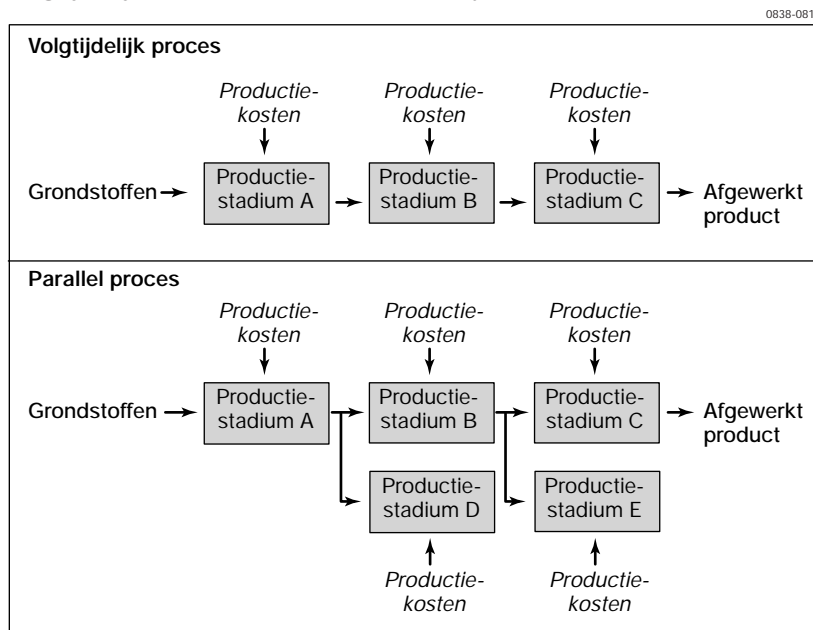 0838-081
Volgtijdelijk proces
Productie-
kosten
Productie-
kosten
Productie-
kosten
Grondstoffen
Productie-
stadium A
Productie-
stadium B
Productie-
stadium C
Afgewerkt
product
Parallel proces
Productie-
kosten
Productie-
kosten
Productie-
kosten
Grondstoffen
Productie-
stadium A
Productie-
stadium B
Productie-
stadium C
Afgewerkt
product
Productie-
stadium D
Productie-
stadium E
Productie-
kosten
Productie-
kosten